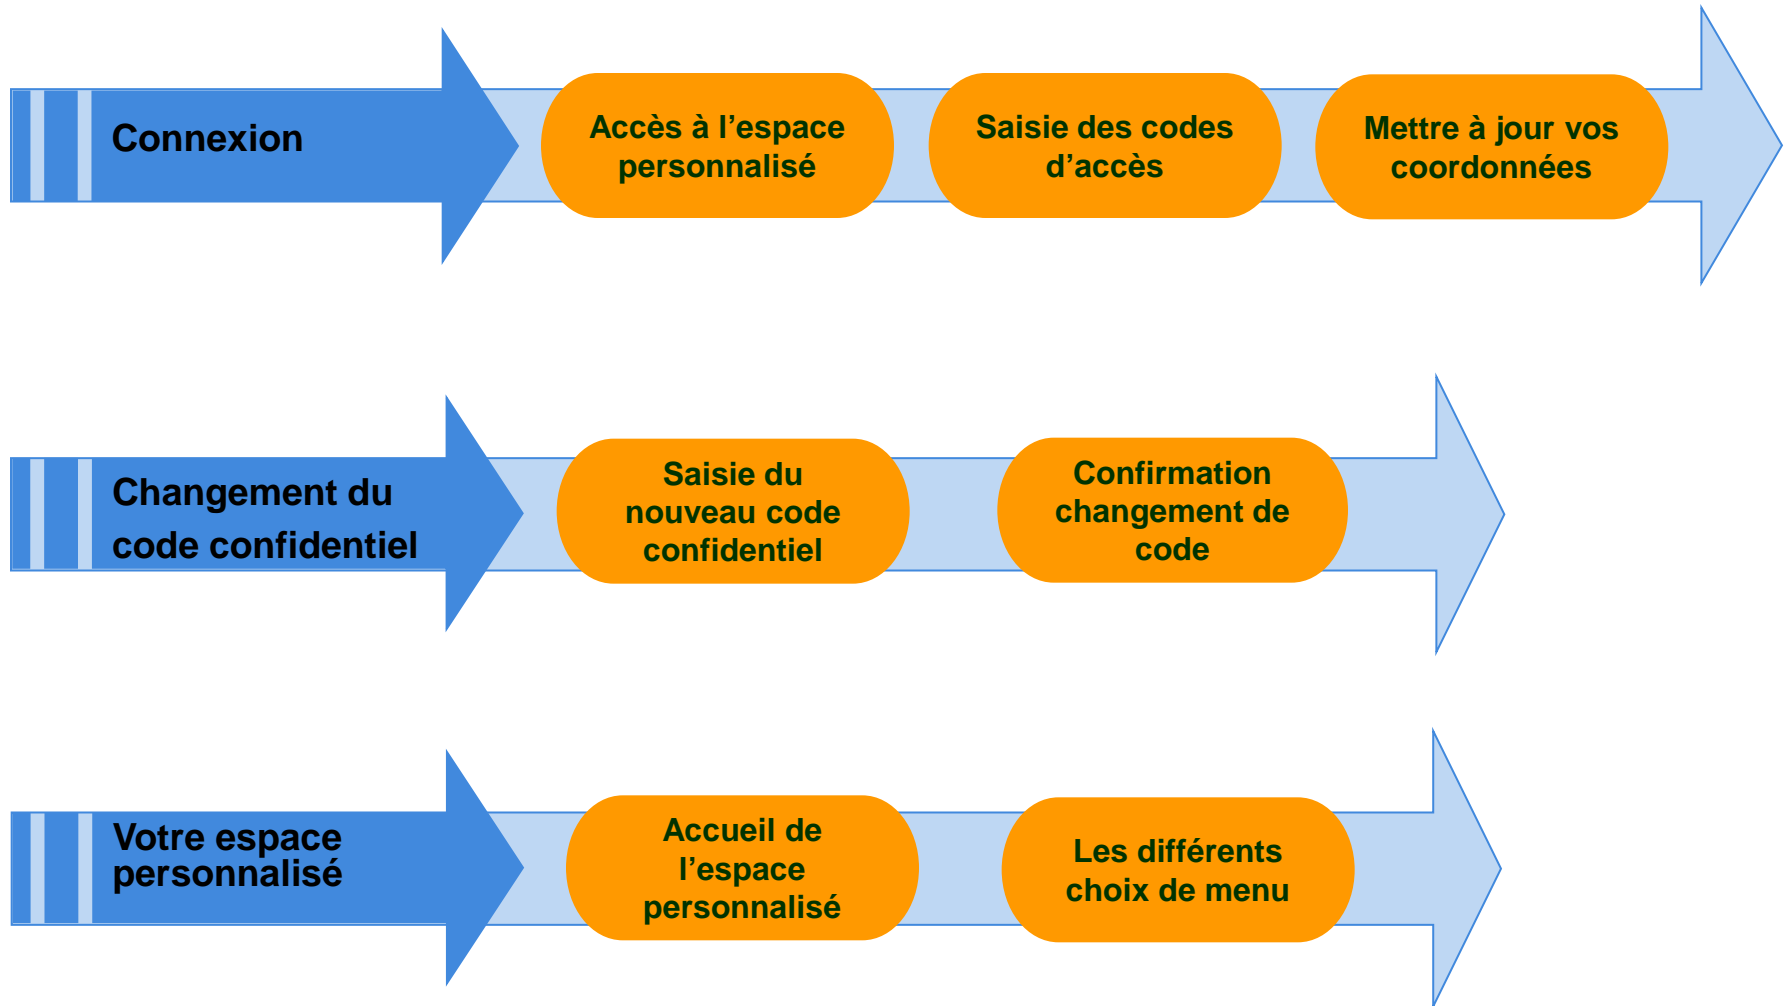 Connexion
Accès à l’espace
personnalisé
Saisie des codes
d’accès
Mettre à jour vos
coordonnées
Changement du
code confidentiel
Saisie du
nouveau code
confidentiel
Confirmation
changement de
code
Votre espace
personnalisé
Accueil de
l’espace
personnalisé
Les différents
choix de menu